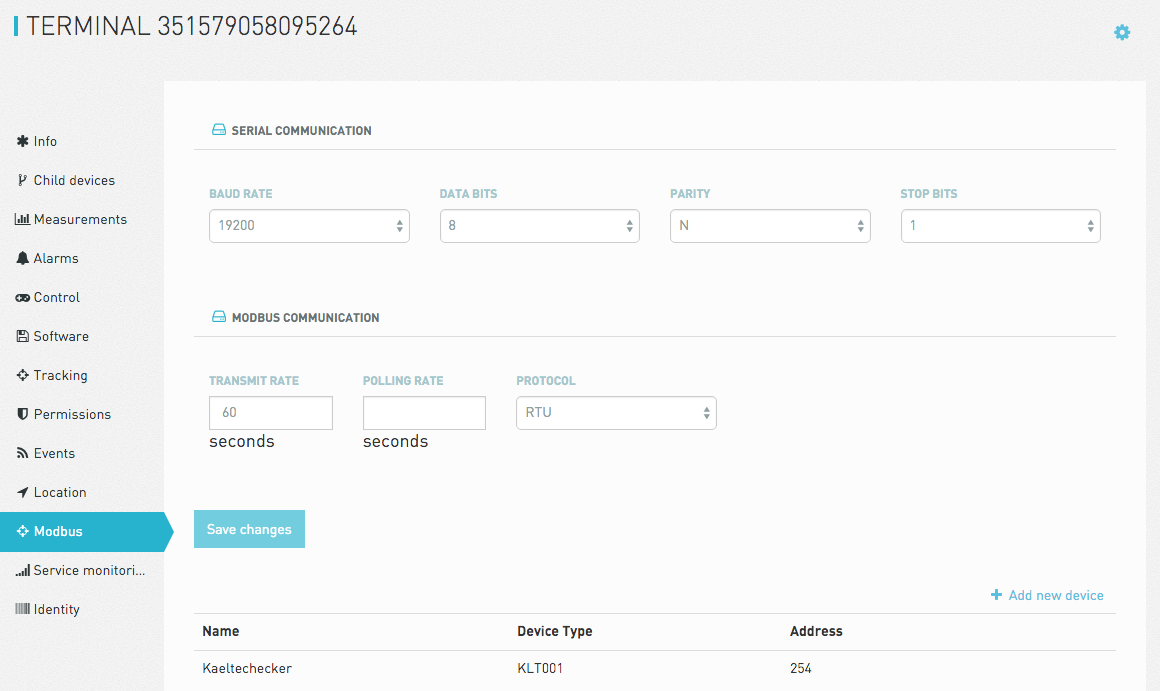 TERMINAL 351579058095264
Info
Child devices
Measurements
Alarms
Control
Software
Tracking
Permissions
Events
Location
Modbus
Service monitori...
Identity
SERIAL COMMUNICATION
BAUD RATE DATA BITS PARITY STOP BITS
19200 8 N 1
MODBUS COMMUNICATION
TRANSMIT RATE POLLING RATE PROTOCOL
60 RTU
seconds seconds
Save changes
Add new device
Name Device Type Address
Kaeltechecker KLT001 254